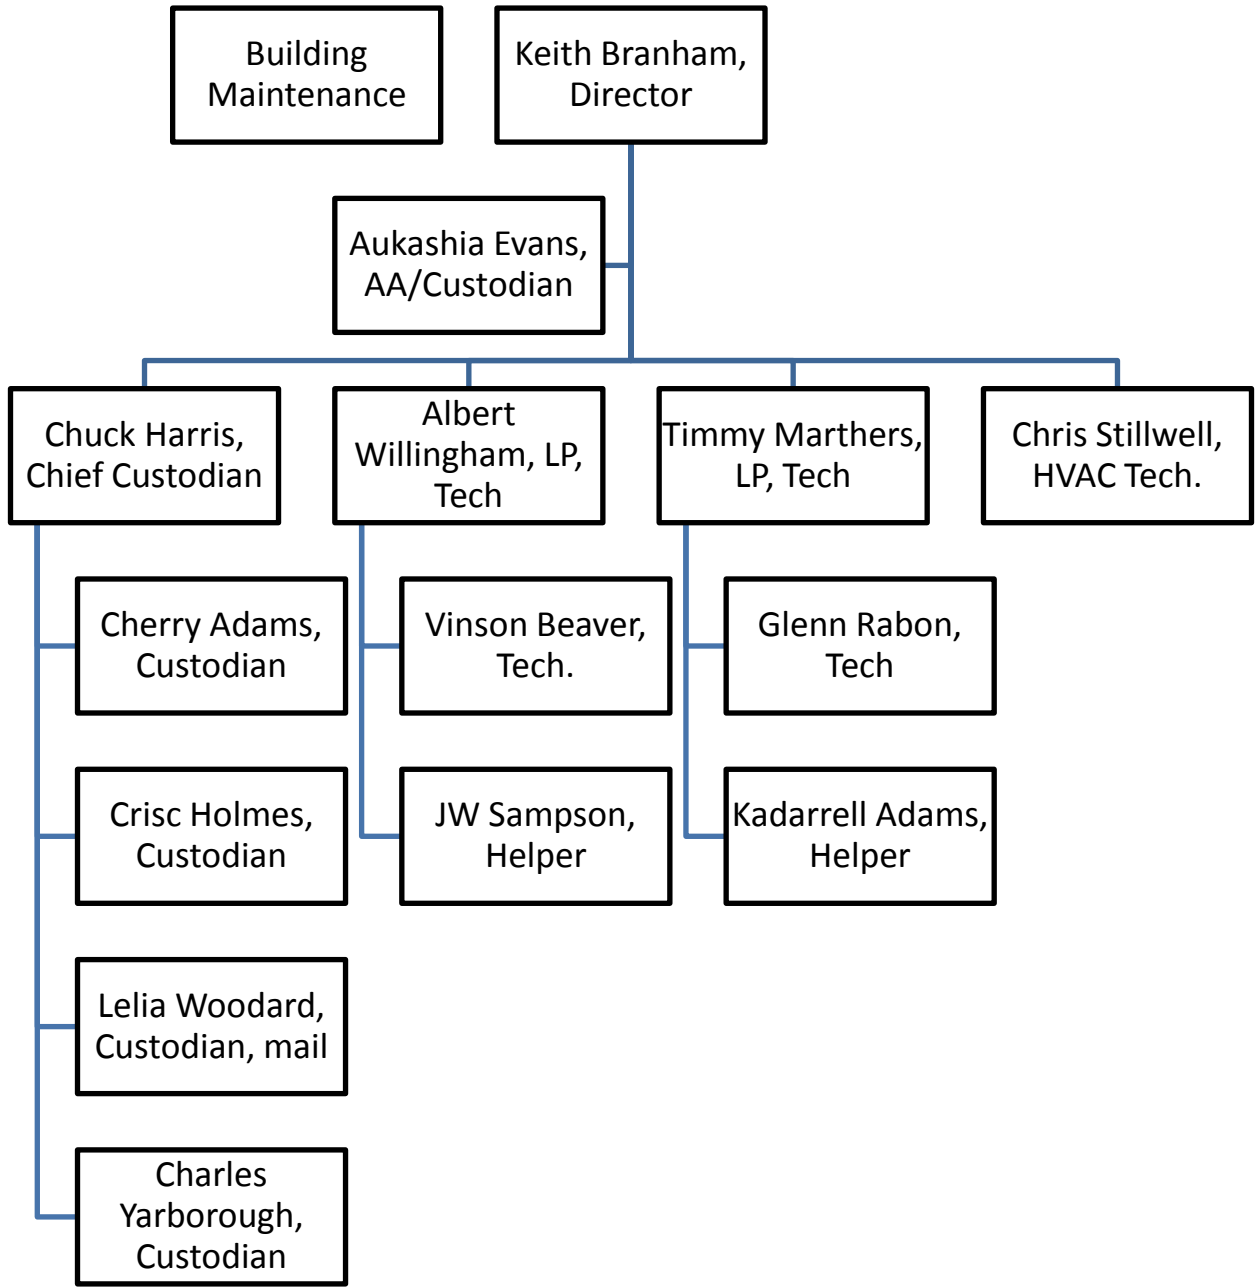 Building
Maintenance
Keith Branham,
Director
Aukashia Evans,
AA/Custodian
Chuck Harris,
Chief Custodian
Albert
Willingham, LP,
Tech
Timmy Marthers,
LP, Tech
Chris Stillwell,
HVAC Tech.
Cherry Adams,
Custodian
Vinson Beaver,
Tech.
Glenn Rabon,
Tech
Crisc Holmes,
Custodian
JW Sampson,
Helper
Kadarrell Adams,
Helper
Lelia Woodard,
Custodian, mail
Charles
Yarborough,
Custodian